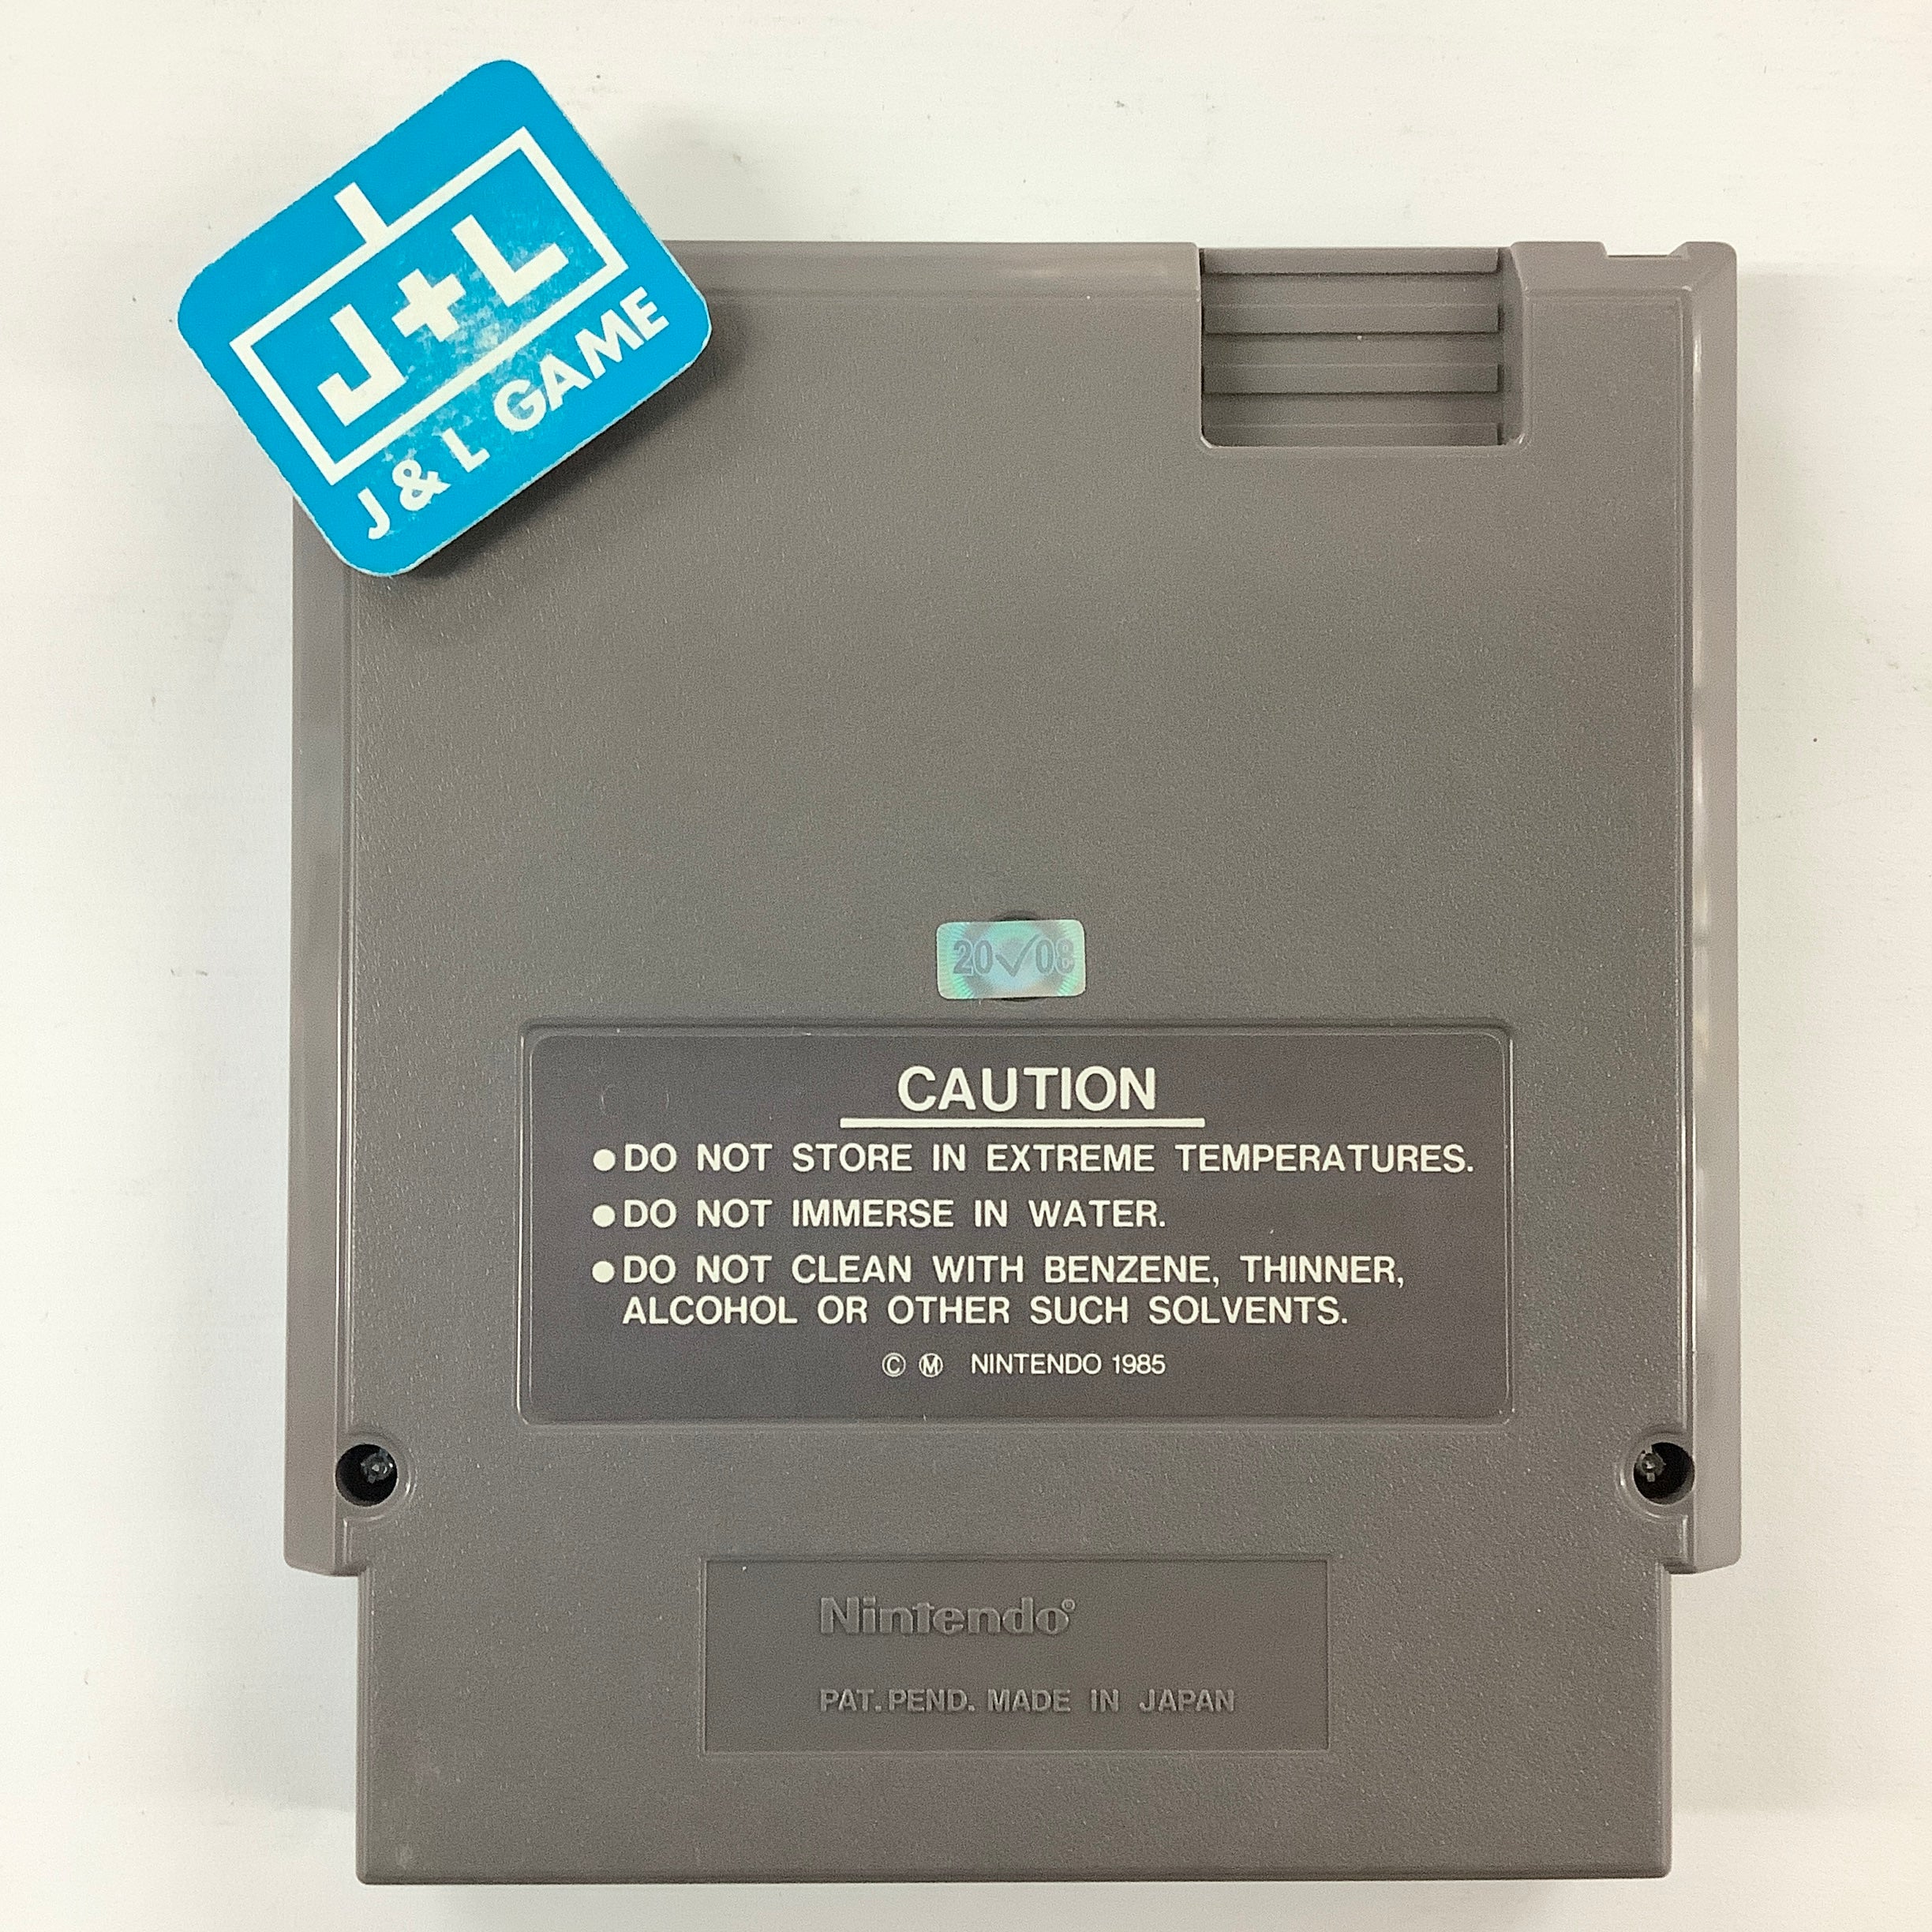 J+L
J & L GAME
20✓08
CAUTION
●DO NOT STORE IN EXTREME TEMPERATURES.
●DO NOT IMMERSE IN WATER.
●DO NOT CLEAN WITH BENZENE, THINNER,
ALCOHOL OR OTHER SUCH SOLVENTS.
© Ⓜ NINTENDO 1985
Nintendo®
PAT.PEND. MADE IN JAPAN